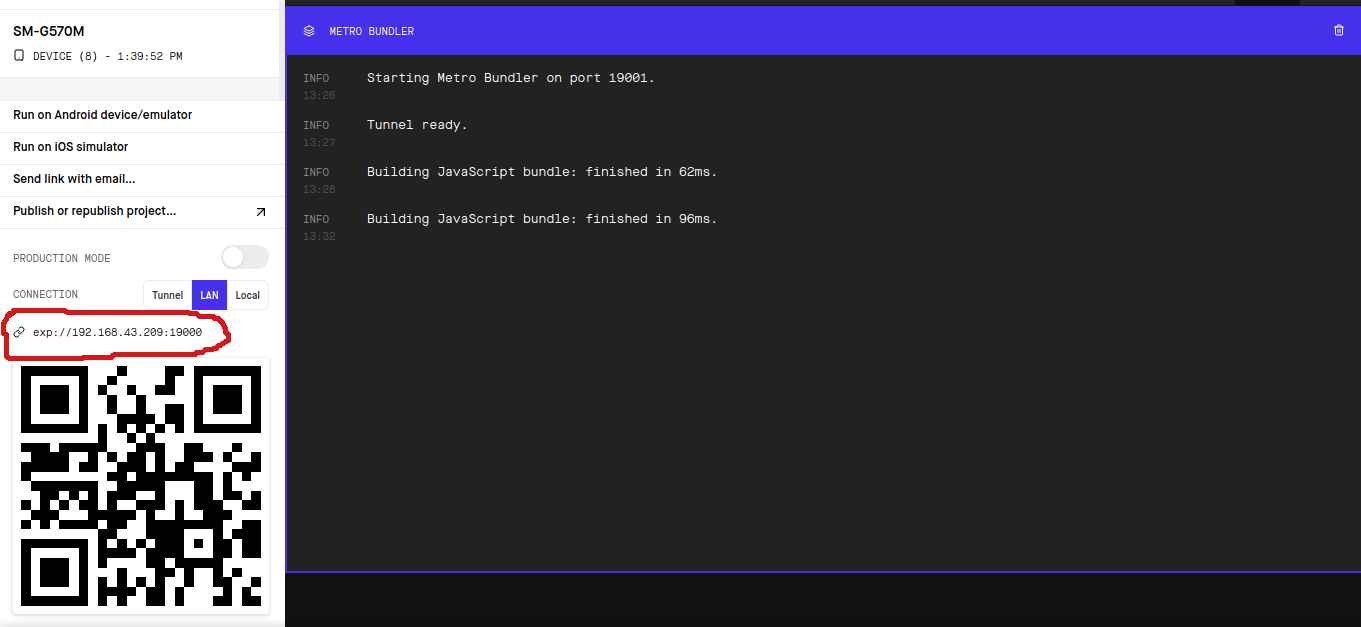 SM-G570M
DEVICE (8) - 1:39:52 PM
Run on Android device/emulator
Run on iOS simulator
Send link with email...
Publish or republish project...
PRODUCTION MODE
CONNECTION Tunnel LAN Local
exp://192.168.43.209:19000
METRO BUNDLER
INFO Starting Metro Bundler on port 19001.
13:26
INFO Tunnel ready.
13:27
INFO Building JavaScript bundle: finished in 62ms.
13:28
INFO Building JavaScript bundle: finished in 96ms.
13:32